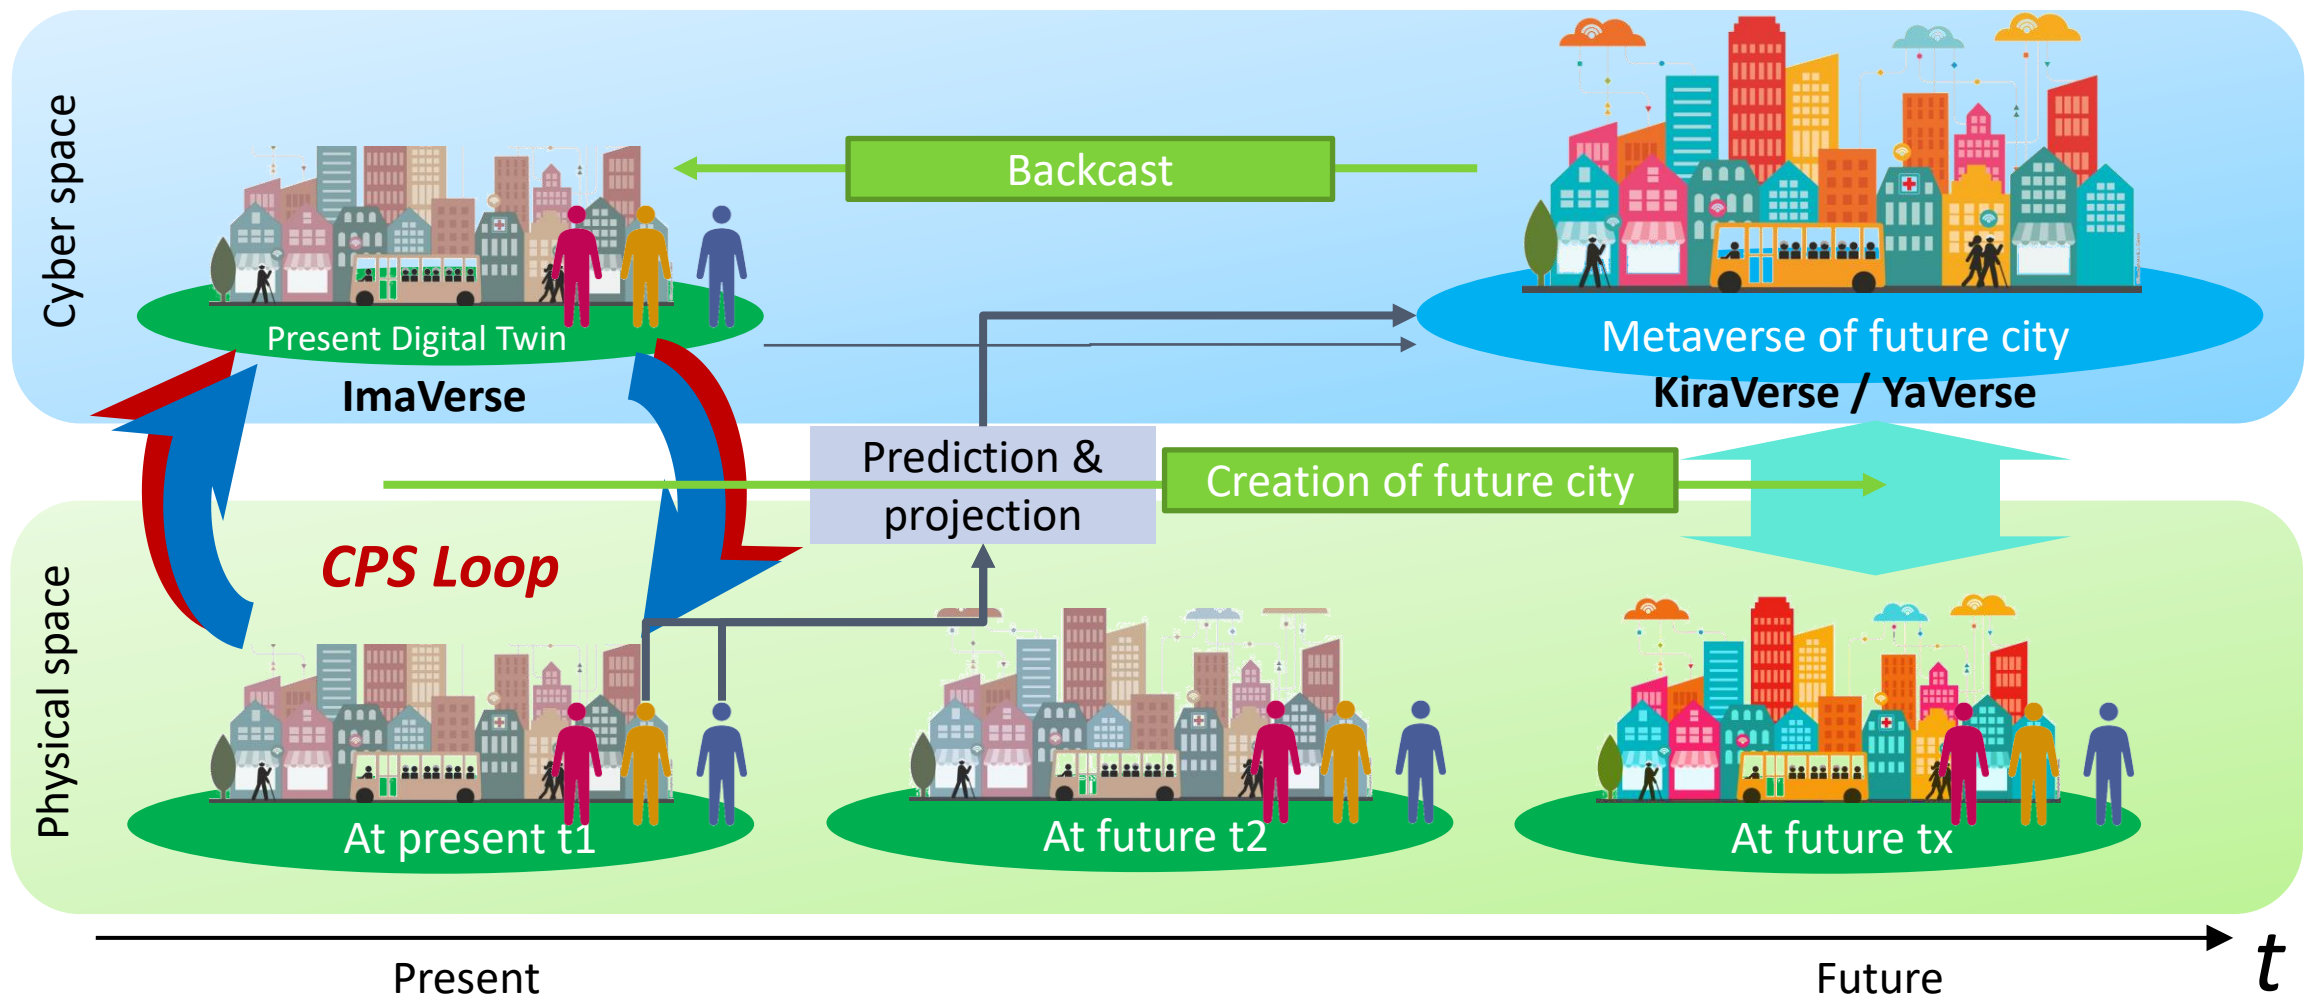 Cyber space
Backcast
Present Digital Twin
ImaVerse
Metaverse of future city
KiraVerse / YaVerse
Prediction &
projection
Creation of future city
CPS Loop
Physical space
At present t1
At future t2
At future tx
Present
Future
t